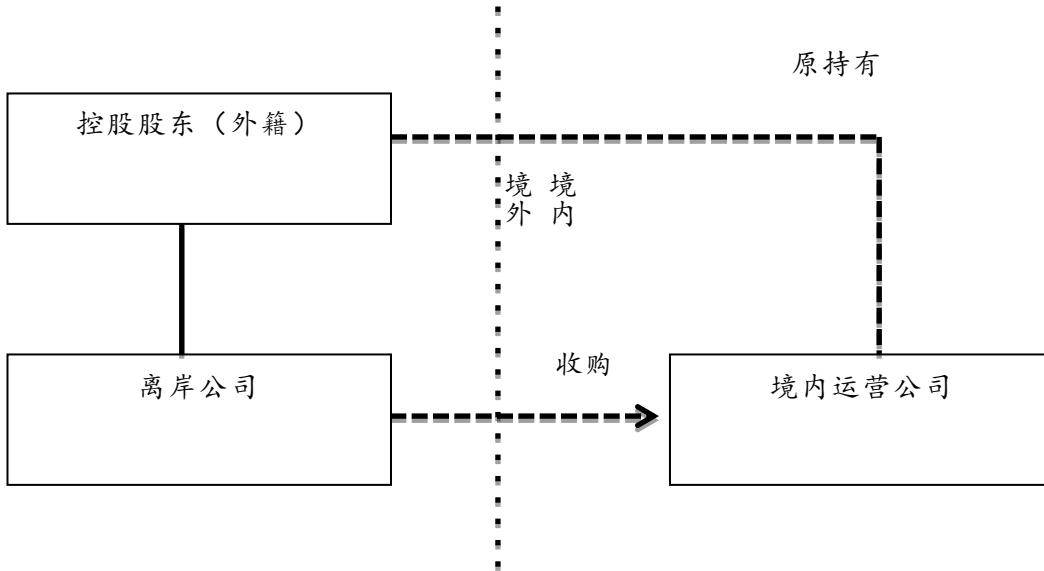 原持有
控股股东（外籍）
境 境
外 内
收购
离岸公司
境内运营公司